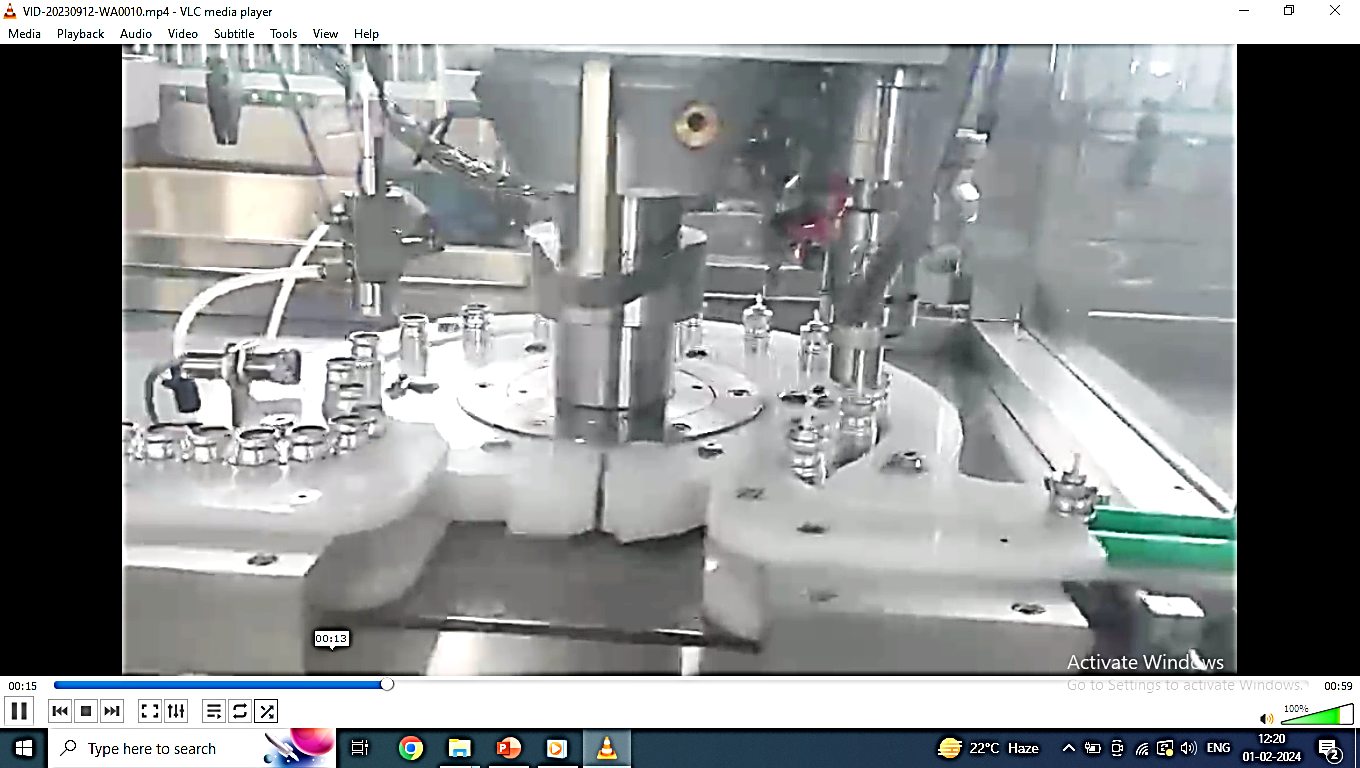 VID-20230912-WA0010.mp4 - VLC media player
Media Playback Audio Video Subtitle Tools View Help
00:13
Activate Windows
Go to Settings to activate Windows.
00:15
00:59
100%
Type here to search
22°C Haze
ENG
12:20
01-02-2024
2